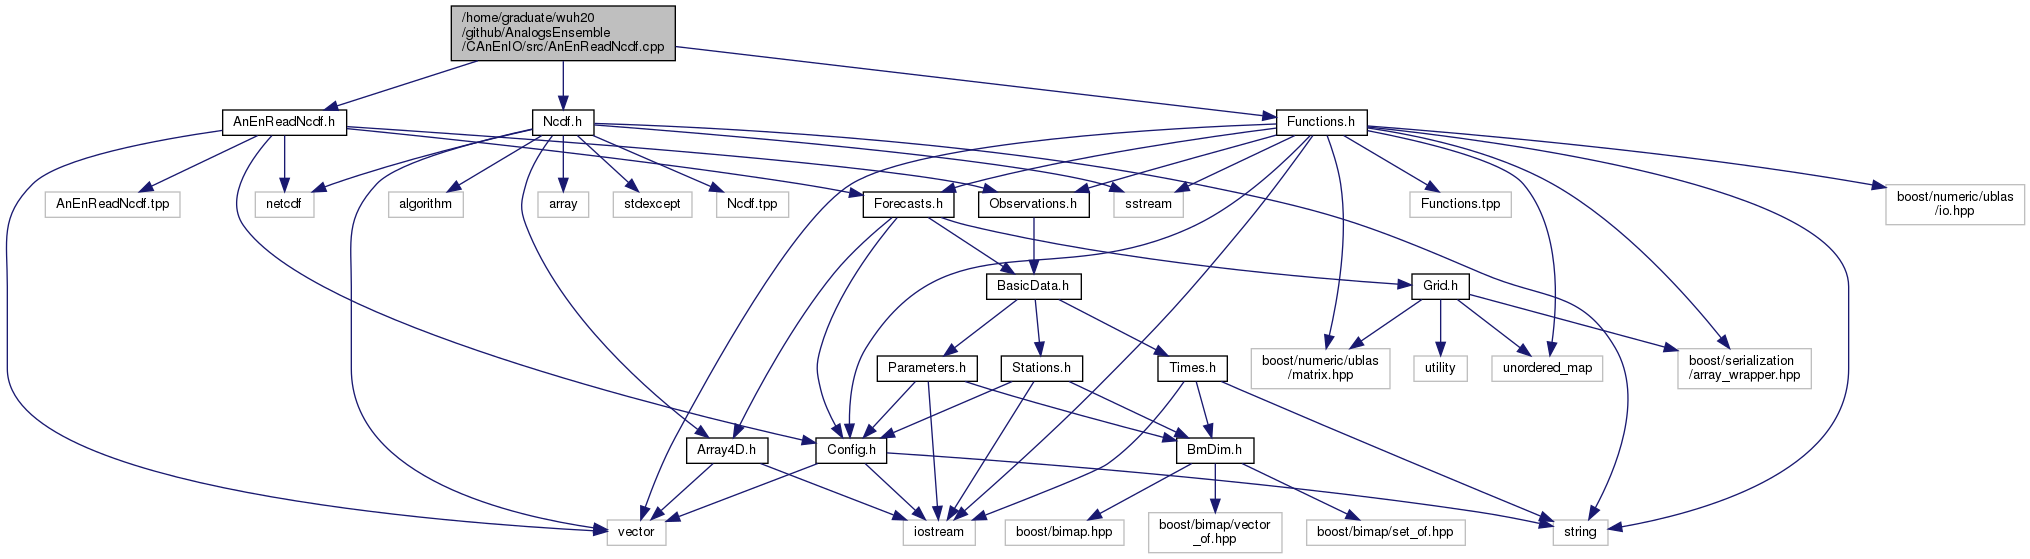 /home/graduate/wuh20
/github/AnalogsEnsemble
/CAnEnIO/src/AnEnReadNcdf.cpp
AnEnReadNcdf.h
Ncdf.h
Functions.h
AnEnReadNcdf.tpp
netcdf
algorithm
array
stdexcept
Ncdf.tpp
Forecasts.h
Observations.h
sstream
Functions.tpp
boost/numeric/ublas
/io.hpp
BasicData.h
Grid.h
Parameters.h
Stations.h
Times.h
boost/numeric/ublas
/matrix.hpp
utility
unordered_map
boost/serialization
/array_wrapper.hpp
Array4D.h
Config.h
BmDim.h
vector
iostream
boost/bimap.hpp
boost/bimap/vector
_of.hpp
boost/bimap/set_of.hpp
string